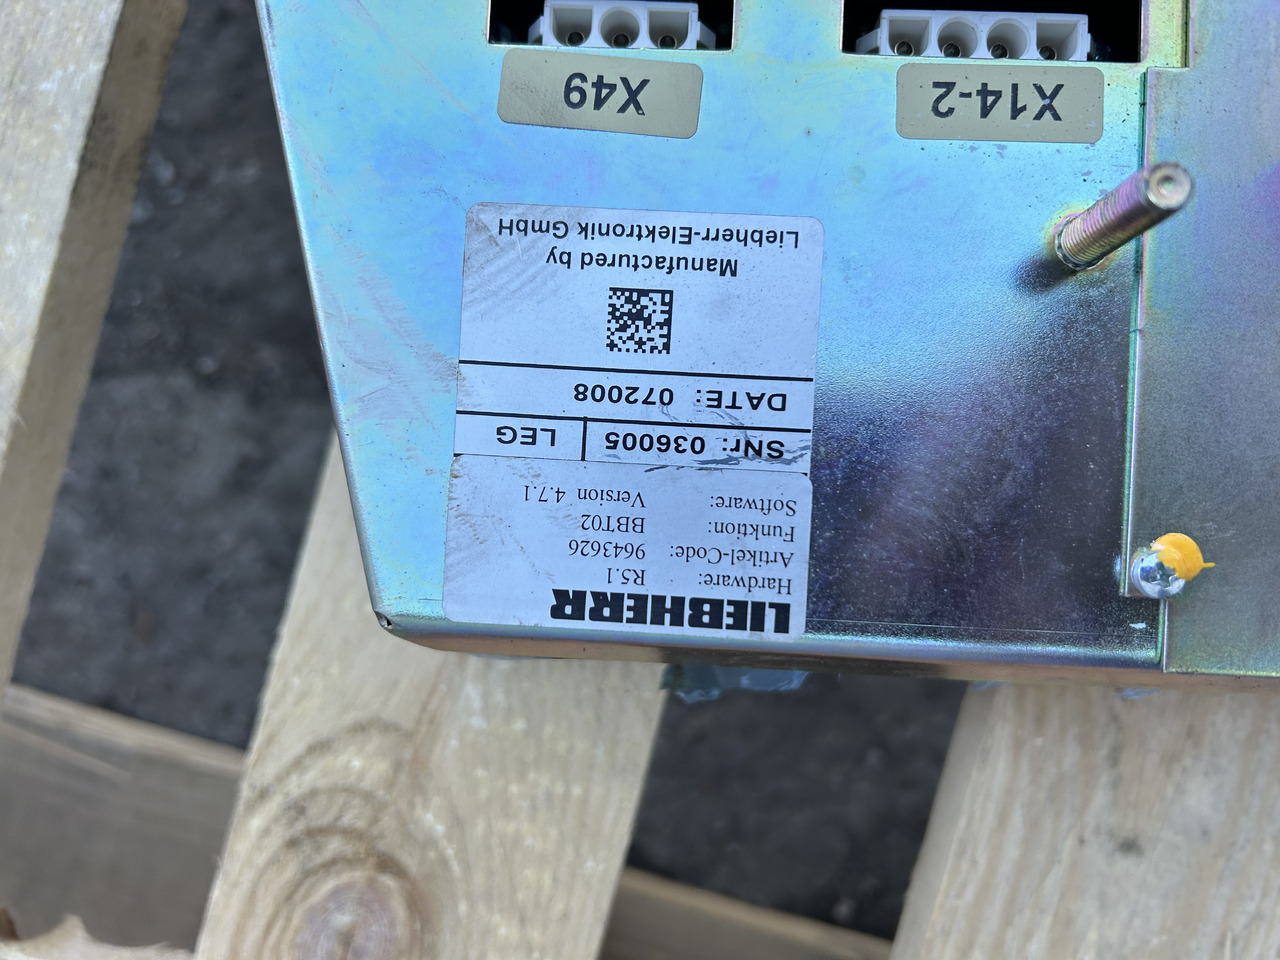 LIEBHERR
Hardware: R5.1
Artikel-Code: 9643626
Funktion: BBT02
Software: Version 4.7.1
SNr: 036005 LEG
DATE: 072008
Manufactured by
Liebherr-Elektronik GmbH
X14-2
X49